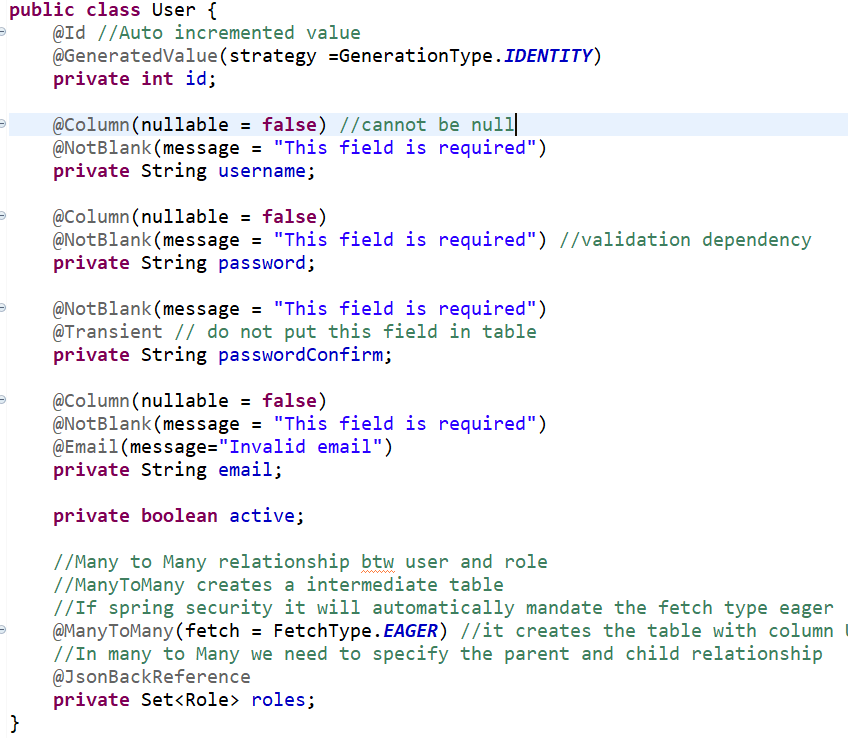 public class User {
    @Id //Auto incremented value
    @GeneratedValue(strategy =GenerationType.IDENTITY)
    private int id;

    @Column(nullable = false) //cannot be null
    @NotBlank(message = "This field is required")
    private String username;

    @Column(nullable = false)
    @NotBlank(message = "This field is required") //validation dependency
    private String password;

    @NotBlank(message = "This field is required")
    @Transient // do not put this field in table
    private String passwordConfirm;

    @Column(nullable = false)
    @NotBlank(message = "This field is required")
    @Email(message="Invalid email")
    private String email;

    private boolean active;

    //Many to Many relationship btw user and role
    //ManyToMany creates a intermediate table
    //If spring security it will automatically mandate the fetch type eager
    @ManyToMany(fetch = FetchType.EAGER) //it creates the table with column
    //In many to Many we need to specify the parent and child relationship
    @JsonBackReference
    private Set<Role> roles;
}